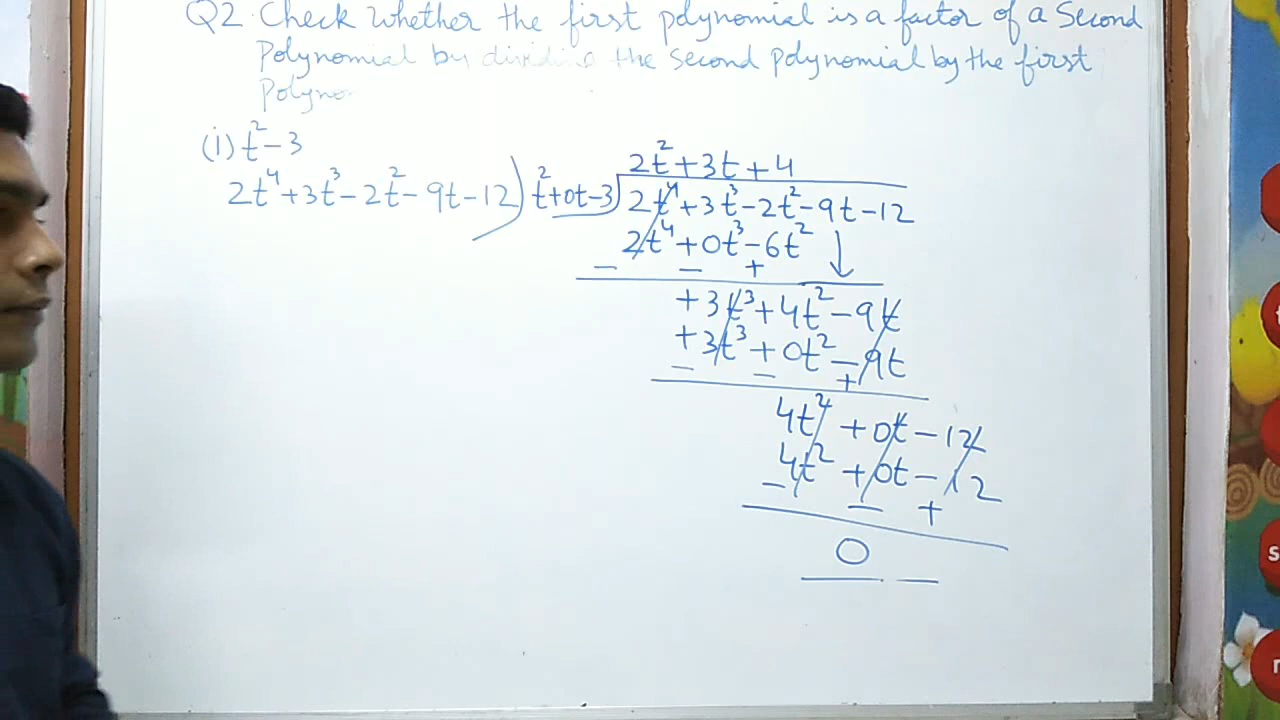 Q2. Check whether the first polynomial is a factor of a Second
Polynomial by dividing the second polynomial by the first
Polyno
(i) t² - 3
2t⁴ + 3t³ - 2t² - 9t - 12
2t² + 3t + 4
t² + 0t - 3 2t⁴ + 3t³ - 2t² - 9t - 12
2t⁴ + 0t³ - 6t²
- - +
+ 3t³ + 4t² - 9t
+ 3t³ + 0t² - 9t
- - +
4t² + 0t - 12
4t² + 0t - 12
- - +
0